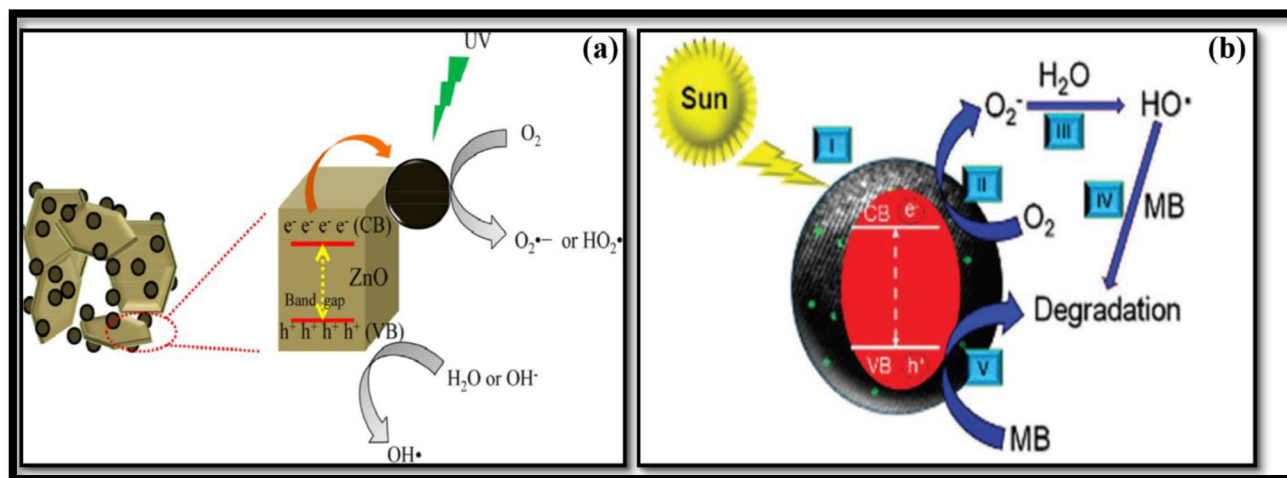 (a)
UV
O₂
e⁻ e⁻ e⁻ e⁻ (CB)
O₂•− or HO₂•
ZnO
Band gap
h⁺ h⁺ h⁺ h⁺ (VB)
H₂O or OH⁻
OH•
(b)
Sun
I
O₂⁻
H₂O
HO•
III
II
IV
MB
CB e⁻
O₂
Degradation
VB h⁺
V
MB